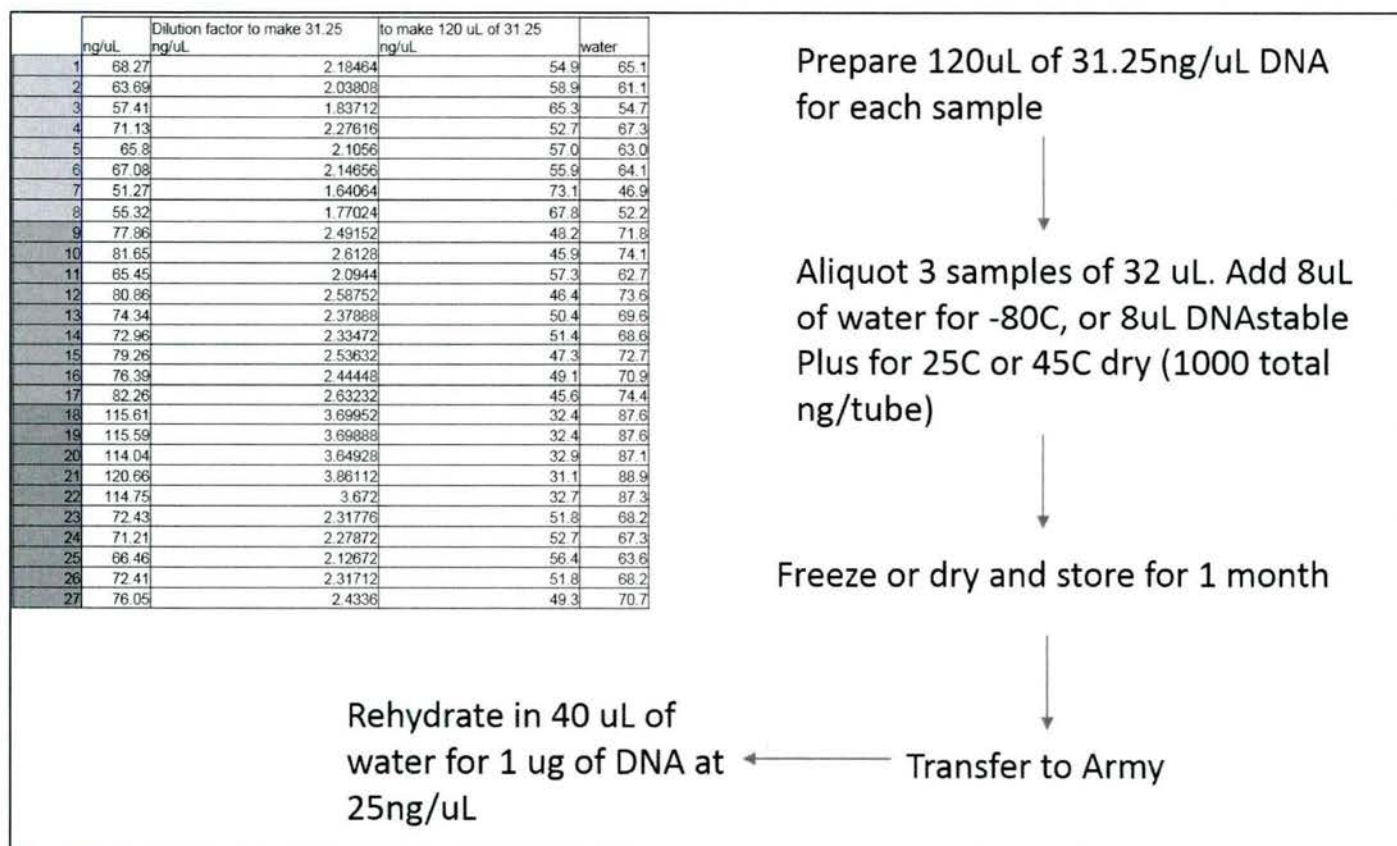 ng/uL Dilution factor to make 31.25 ng/uL to make 120 uL of 31.25 ng/uL water
1 68.27 2.18464 54.9 65.1
2 63.69 2.03808 58.9 61.1
3 57.41 1.83712 65.3 54.7
4 71.13 2.27616 52.7 67.3
5 65.8 2.1056 57.0 63.0
6 67.08 2.14656 55.9 64.1
7 51.27 1.64064 73.1 46.9
8 55.32 1.77024 67.8 52.2
9 77.86 2.49152 48.2 71.8
10 81.65 2.6128 45.9 74.1
11 65.45 2.0944 57.3 62.7
12 80.86 2.58752 46.4 73.6
13 74.34 2.37888 50.4 69.6
14 72.96 2.33472 51.4 68.6
15 79.26 2.53632 47.3 72.7
16 76.39 2.44448 49.1 70.9
17 82.26 2.63232 45.6 74.4
18 115.61 3.69952 32.4 87.6
19 115.59 3.69888 32.4 87.6
20 114.04 3.64928 32.9 87.1
21 120.66 3.86112 31.1 88.9
22 114.75 3.672 32.7 87.3
23 72.43 2.31776 51.8 68.2
24 71.21 2.27872 52.7 67.3
25 66.46 2.12672 56.4 63.6
26 72.41 2.31712 51.8 68.2
27 76.05 2.4336 49.3 70.7
Prepare 120uL of 31.25ng/uL DNA
for each sample
Aliquot 3 samples of 32 uL. Add 8uL
of water for -80C, or 8uL DNAstable
Plus for 25C or 45C dry (1000 total
ng/tube)
Freeze or dry and store for 1 month
Transfer to Army
Rehydrate in 40 uL of
water for 1 ug of DNA at
25ng/uL